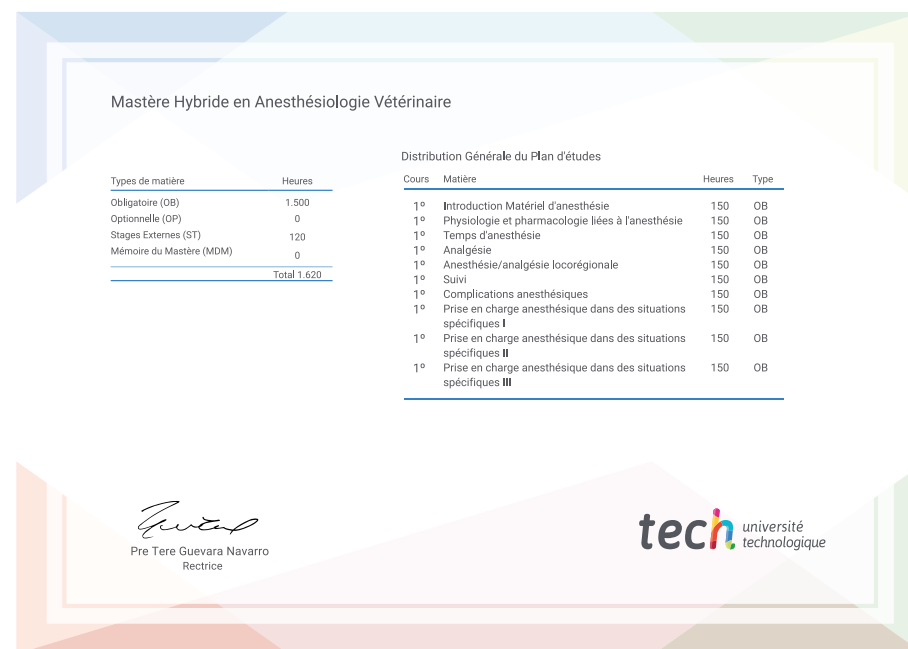 Mastère Hybride en Anesthésiologie Vétérinaire
Types de matière Heures
Obligatoire (OB) 1.500
Optionnelle (OP) 0
Stages Externes (ST) 120
Mémoire du Mastère (MDM) 0
Total 1.620
Distribution Générale du Plan d'études
Cours Matière Heures Type
1º Introduction Matériel d'anesthésie 150 OB
1º Physiologie et pharmacologie liées à l'anesthésie 150 OB
1º Temps d'anesthésie 150 OB
1º Analgésie 150 OB
1º Anesthésie/analgésie locorégionale 150 OB
1º Suivi 150 OB
1º Complications anesthésiques 150 OB
1º Prise en charge anesthésique dans des situations 150 OB
spécifiques I
1º Prise en charge anesthésique dans des situations 150 OB
spécifiques II
1º Prise en charge anesthésique dans des situations 150 OB
spécifiques III
Pre Tere Guevara Navarro
Rectrice
tech université
technologique